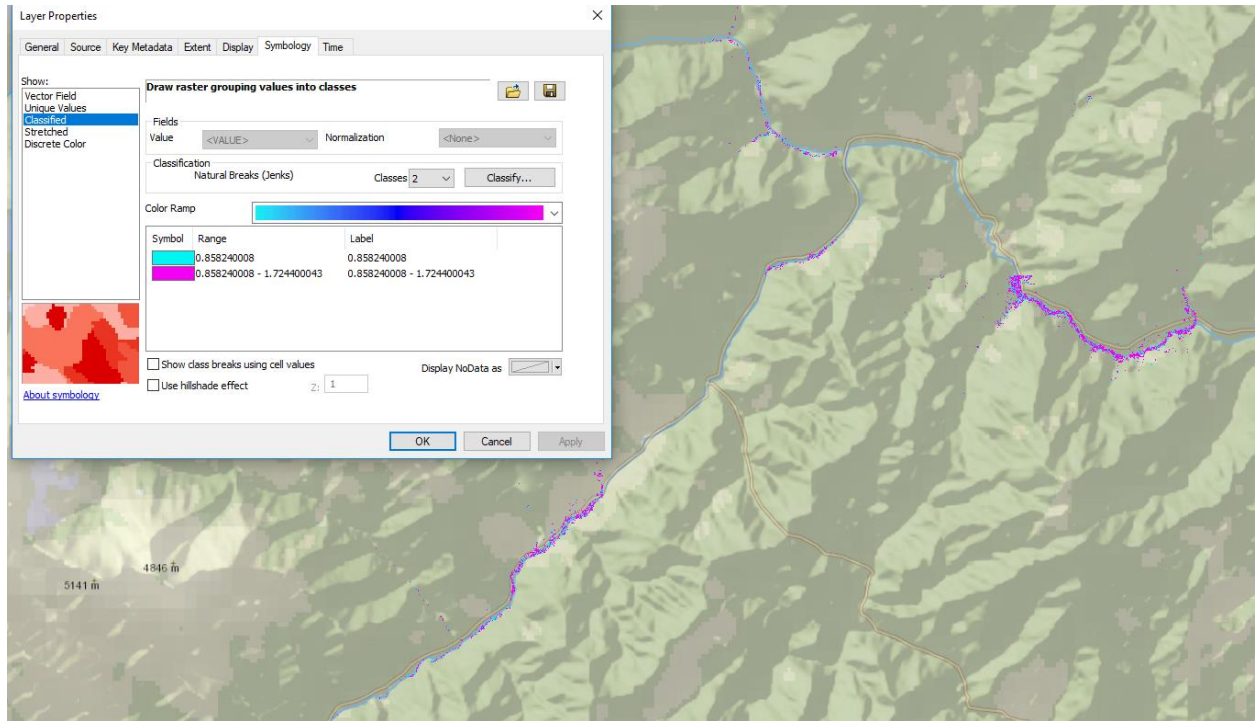 Layer Properties
General Source Key Metadata Extent Display Symbology Time
Show:
Vector Field
Unique Values
Classified
Stretched
Discrete Color
About symbology
Draw raster grouping values into classes
Fields
Value <VALUE> Normalization <None>
Classification
Natural Breaks (Jenks) Classes 2 Classify...
Color Ramp
Symbol Range Label
0.858240008 0.858240008
0.858240008 - 1.724400043 0.858240008 - 1.724400043
Show class breaks using cell values Display NoData as
Use hillshade effect Z: 1
OK Cancel Apply
4846 m
5141 m